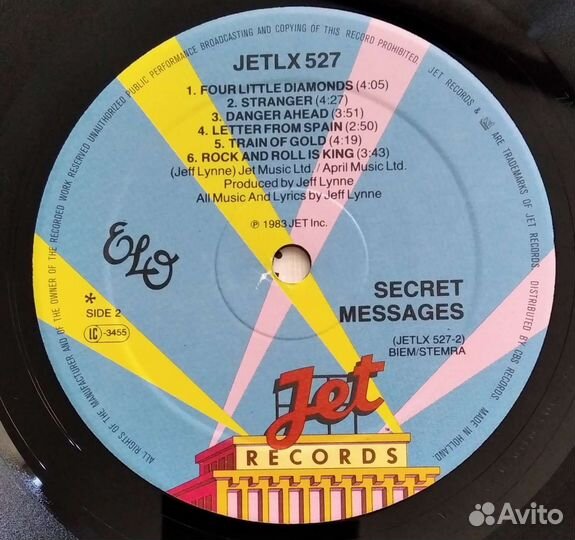 JETLX 527
1. FOUR LITTLE DIAMONDS (4:05)
2. STRANGER (4:27)
3. DANGER AHEAD (3:51)
4. LETTER FROM SPAIN (2:50)
5. TRAIN OF GOLD (4:19)
6. ROCK AND ROLL IS KING (3:43)
(Jeff Lynne) Jet Music Ltd. / April Music Ltd.
Produced by Jeff Lynne
All Music And Lyrics by Jeff Lynne
℗ 1983 JET Inc.
ELO
*
SIDE 2
LC -3455
SECRET
MESSAGES
(JETLX 527-2)
BIEM/STEMRA
Jet
RECORDS
ALL RIGHTS OF THE MANUFACTURER AND OF THE OWNER OF THE RECORDED WORK RESERVED UNAUTHORIZED PUBLIC PERFORMANCE BROADCASTING AND COPYING OF THIS RECORD PROHIBITED. JET RECORDS & ARE TRADEMARKS OF JET RECORDS. DISTRIBUTED BY CBS RECORDS. MADE IN HOLLAND.
Avito